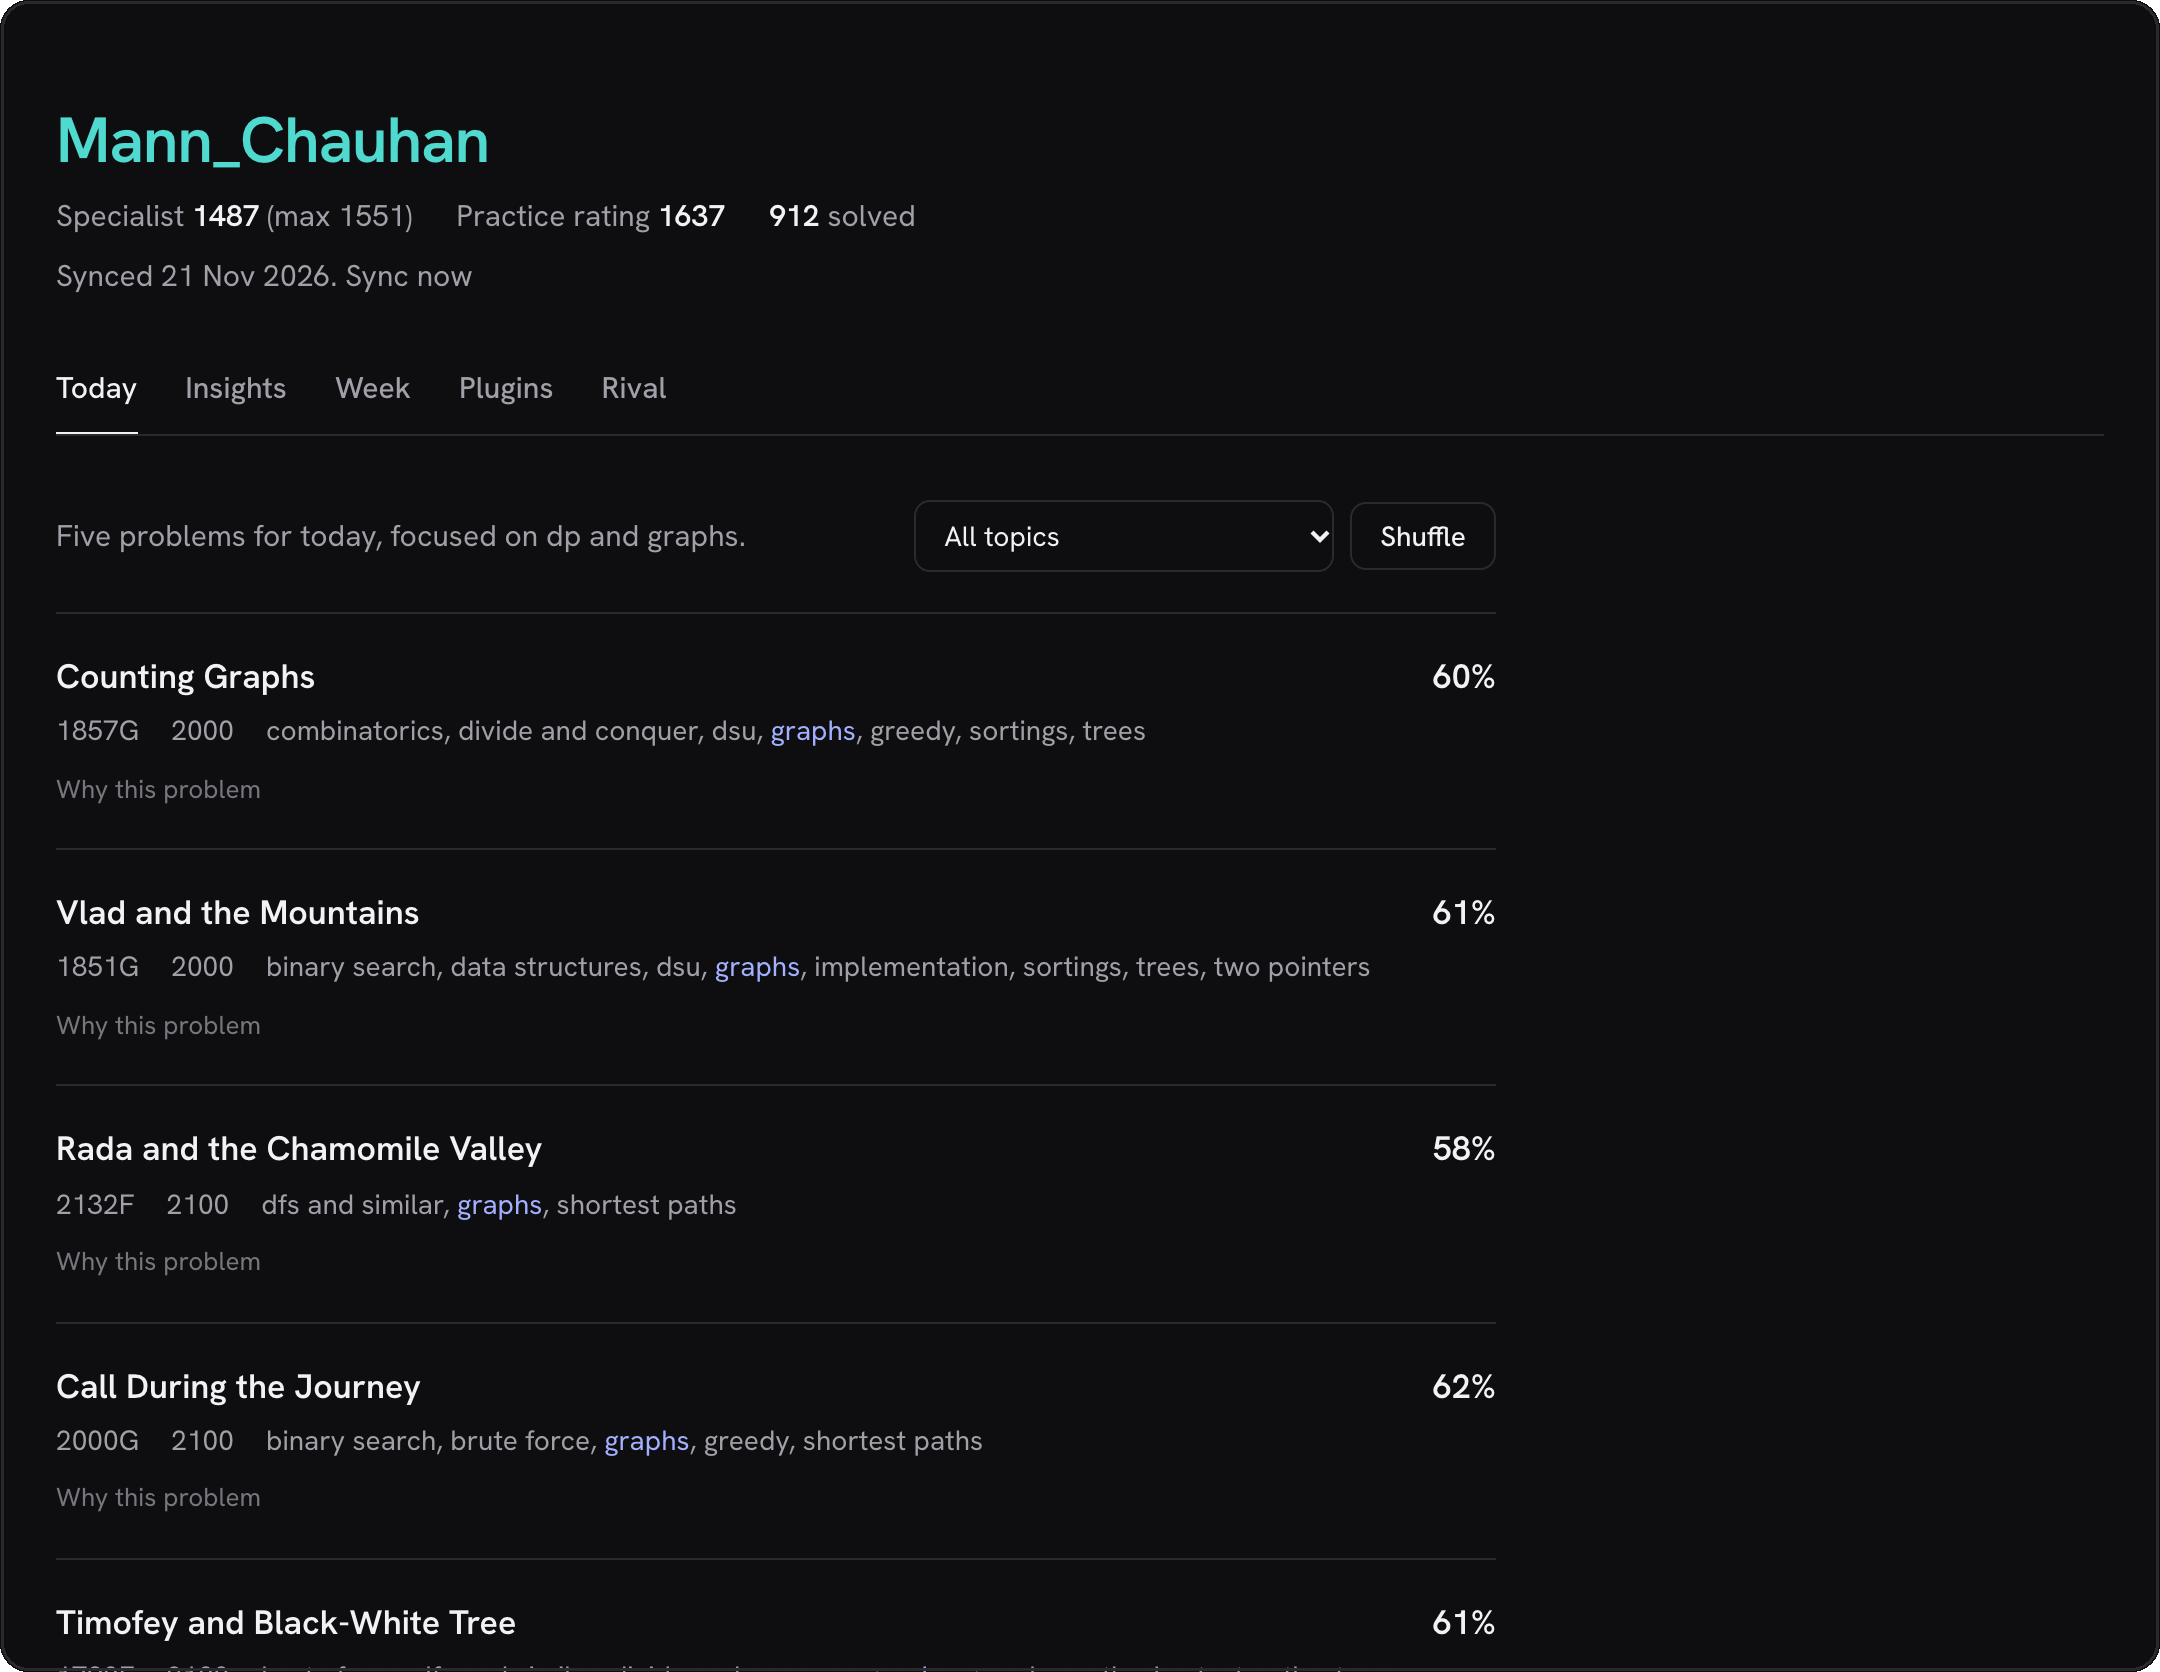 Mann_Chauhan
Specialist 1487 (max 1551) Practice rating 1637 912 solved
Synced 21 Nov 2026. Sync now
Today Insights Week Plugins Rival
Five problems for today, focused on dp and graphs. All topics Shuffle
Counting Graphs 60%
1857G 2000 combinatorics, divide and conquer, dsu, graphs, greedy, sortings, trees
Why this problem
Vlad and the Mountains 61%
1851G 2000 binary search, data structures, dsu, graphs, implementation, sortings, trees, two pointers
Why this problem
Rada and the Chamomile Valley 58%
2132F 2100 dfs and similar, graphs, shortest paths
Why this problem
Call During the Journey 62%
2000G 2100 binary search, brute force, graphs, greedy, shortest paths
Why this problem
Timofey and Black-White Tree 61%